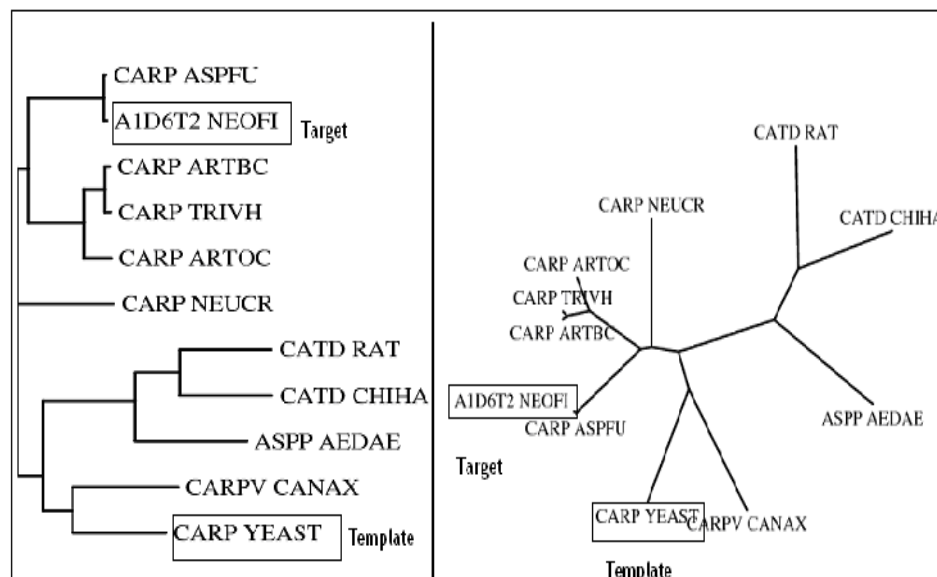 CARP ASPFU
A1D6T2 NEOFI
Target
CARP ARTBC
CARP TRIVH
CARP ARTOC
CARP NEUCR
CATD RAT
CATD CHIHA
ASPP AEDAE
CARPV CANAX
CARP YEAST
Template
CATD RAT
CARP NEUCR
CATD CHIHA
CARP ARTOC
CARP TRIVH
CARP ARTBC
A1D6T2 NEOFI
CARP ASPFU
ASPP AEDAE
Target
CARP YEAST
CARPV CANAX
Template